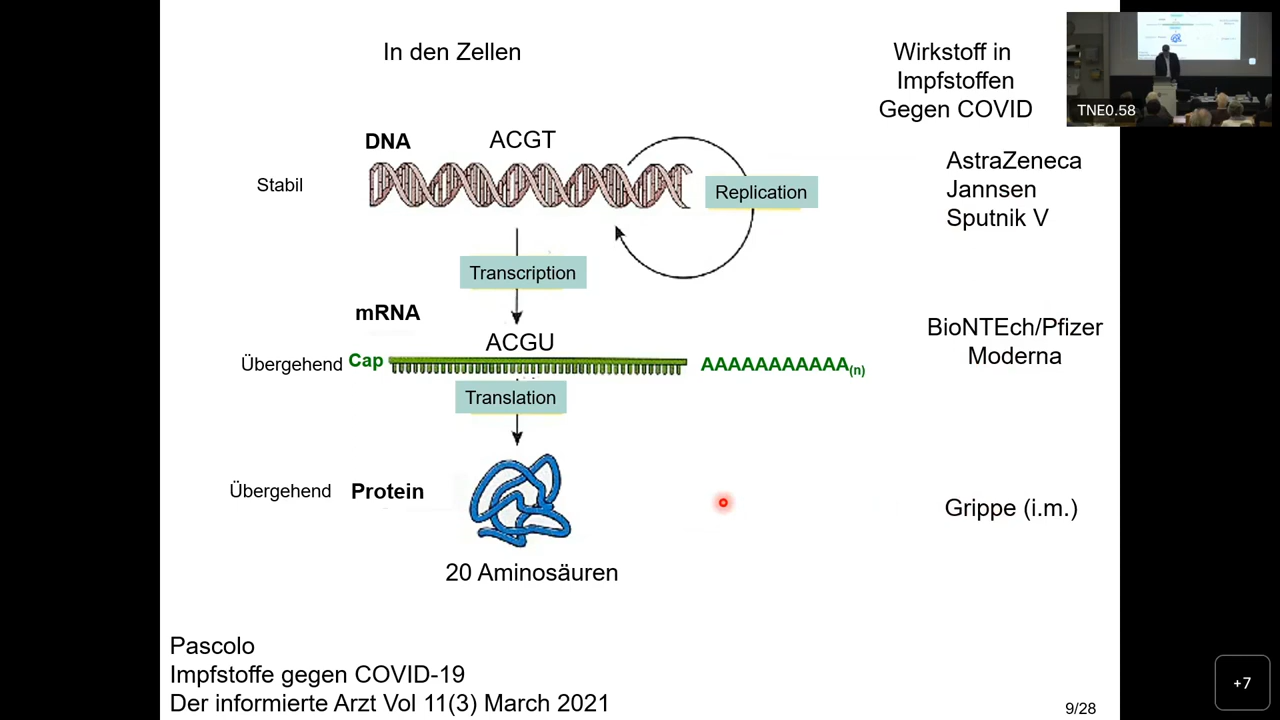 In den Zellen
Wirkstoff in
Impfstoffen
Gegen COVID
TNE0.58
DNA
ACGT
Stabil
Replication
AstraZeneca
Jannsen
Sputnik V
Transcription
mRNA
ACGU
BioNTEch/Pfizer
Moderna
Übergehend
Cap
AAAAAAAAAAA(n)
Translation
Übergehend
Protein
Grippe (i.m.)
20 Aminosäuren
Pascolo
Impfstoffe gegen COVID-19
Der informierte Arzt Vol 11(3) March 2021
9/28
+7